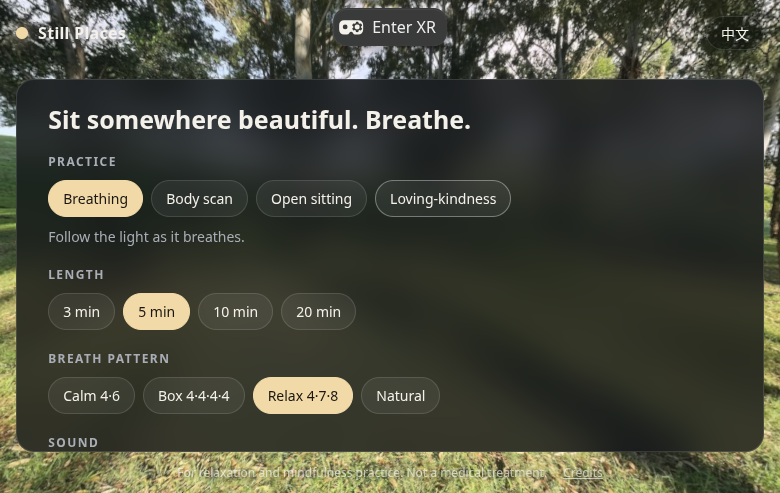 Still Places
Enter XR
中文
Sit somewhere beautiful. Breathe.
PRACTICE
Breathing Body scan Open sitting Loving-kindness
Follow the light as it breathes.
LENGTH
3 min 5 min 10 min 20 min
BREATH PATTERN
Calm 4·6 Box 4·4·4·4 Relax 4·7·8 Natural
SOUND
For relaxation and mindfulness practice. Not a medical treatment. Credits